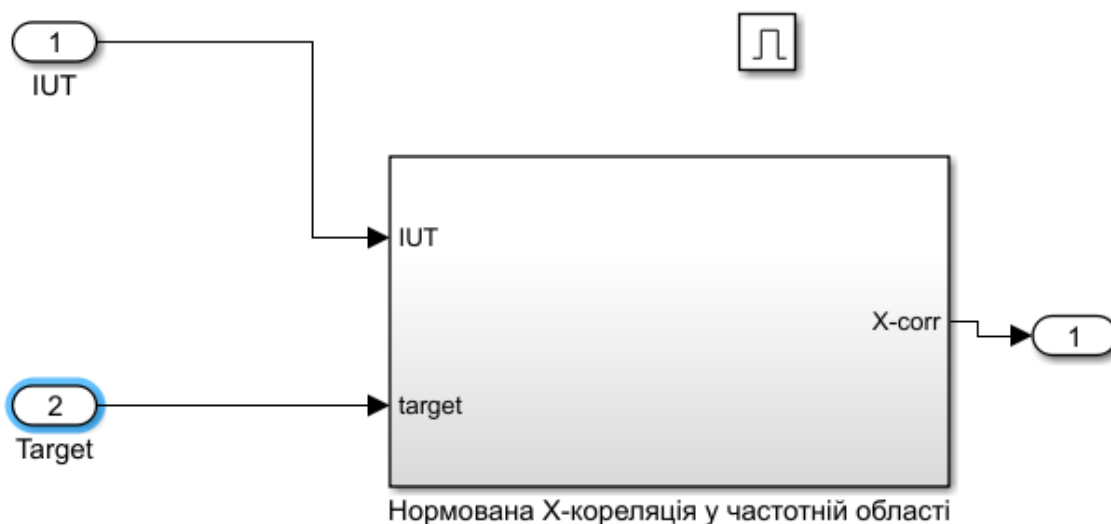 1
IUT
IUT
X-corr
1
2
target
Target
Нормована Х-кореляція у частотній області